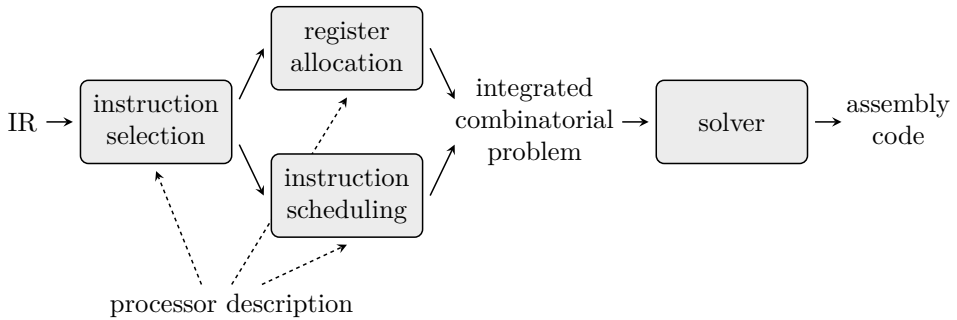 IR
instruction
selection
register
allocation
instruction
scheduling
integrated
combinatorial
problem
solver
assembly
code
processor description